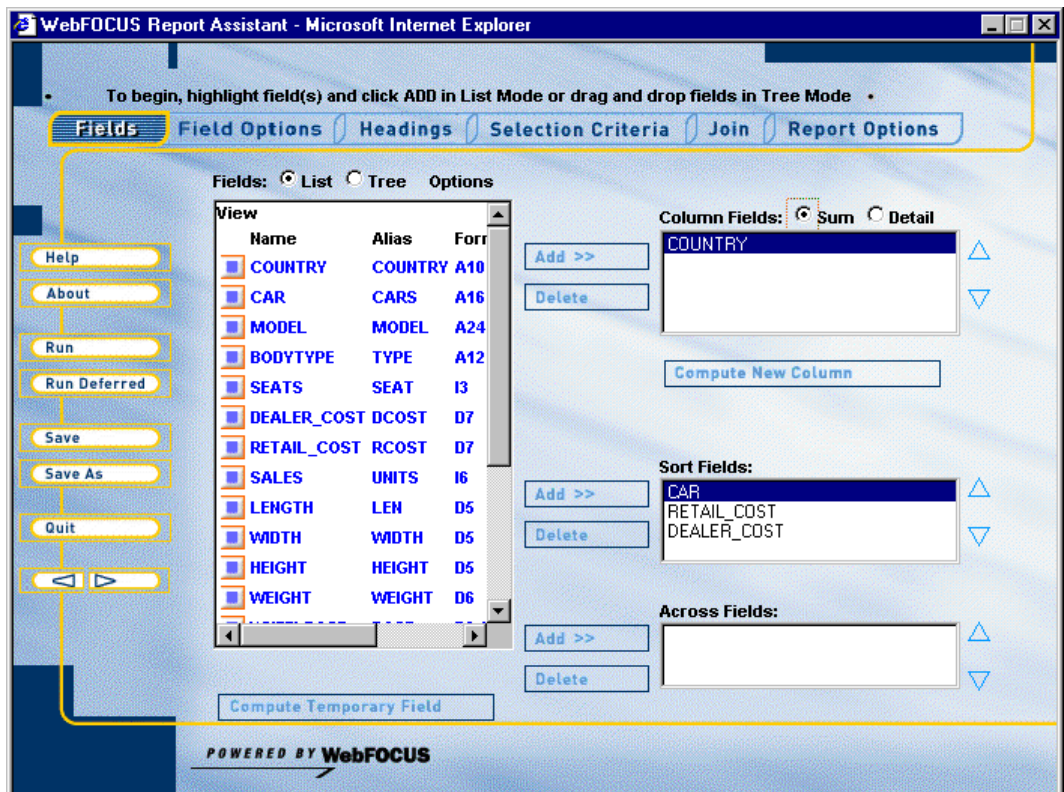 WebFOCUS Report Assistant - Microsoft Internet Explorer
• To begin, highlight field(s) and click ADD in List Mode or drag and drop fields in Tree Mode •
Fields Field Options Headings Selection Criteria Join Report Options
Fields: List Tree Options
View
Name Alias Forr
COUNTRY COUNTRY A10
CAR CARS A16
MODEL MODEL A24
BODYTYPE TYPE A12
SEATS SEAT I3
DEALER_COST DCOST D7
RETAIL_COST RCOST D7
SALES UNITS I6
LENGTH LEN D5
WIDTH WIDTH D5
HEIGHT HEIGHT D5
WEIGHT WEIGHT D6
Help
About
Run
Run Deferred
Save
Save As
Quit
Compute Temporary Field
Add >>
Delete
Column Fields: Sum Detail
COUNTRY
Compute New Column
Add >>
Delete
Sort Fields:
CAR
RETAIL_COST
DEALER_COST
Add >>
Delete
Across Fields:
POWERED BY WebFOCUS